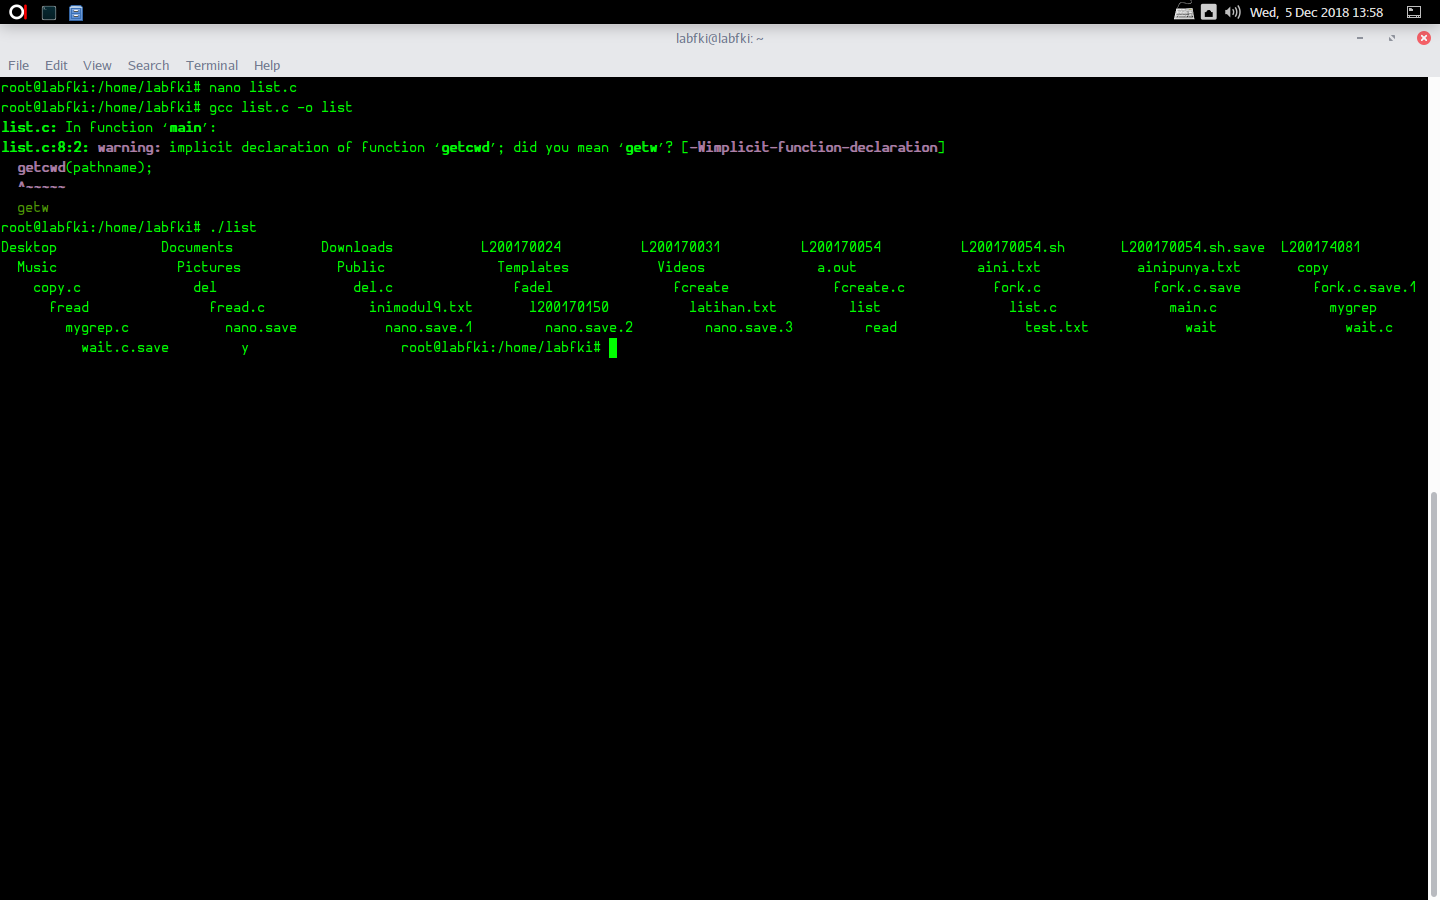 Wed, 5 Dec 2018 13:58
labfki@labfki: ~
File Edit View Search Terminal Help
root@labfki:/home/labfki# nano list.c
root@labfki:/home/labfki# gcc list.c -o list
list.c: In function ‘main’:
list.c:8:2: warning: implicit declaration of function ‘getcwd’; did you mean ‘getw’? [-Wimplicit-function-declaration]
getcwd(pathname);
^~~~~~
getw
root@labfki:/home/labfki# ./list
Desktop Documents Downloads L200170024 L200170031 L200170054 L200170054.sh L200170054.sh.save L200174081
Music Pictures Public Templates Videos a.out aini.txt ainipunya.txt copy
copy.c del del.c fadel fcreate fcreate.c fork.c fork.c.save fork.c.save.1
fread fread.c inimodul9.txt l200170150 latihan.txt list list.c main.c mygrep
mygrep.c nano.save nano.save.1 nano.save.2 nano.save.3 read test.txt wait wait.c
wait.c.save y root@labfki:/home/labfki#